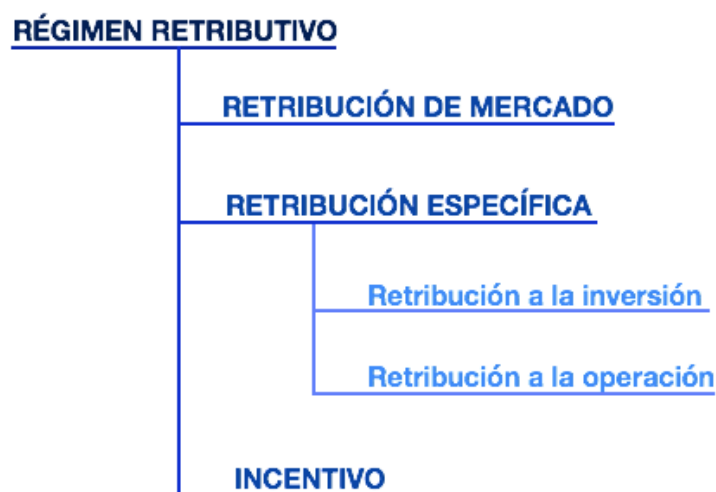 RÉGIMEN RETRIBUTIVO
RETRIBUCIÓN DE MERCADO
RETRIBUCIÓN ESPECÍFICA
Retribución a la inversión
Retribución a la operación
INCENTIVO